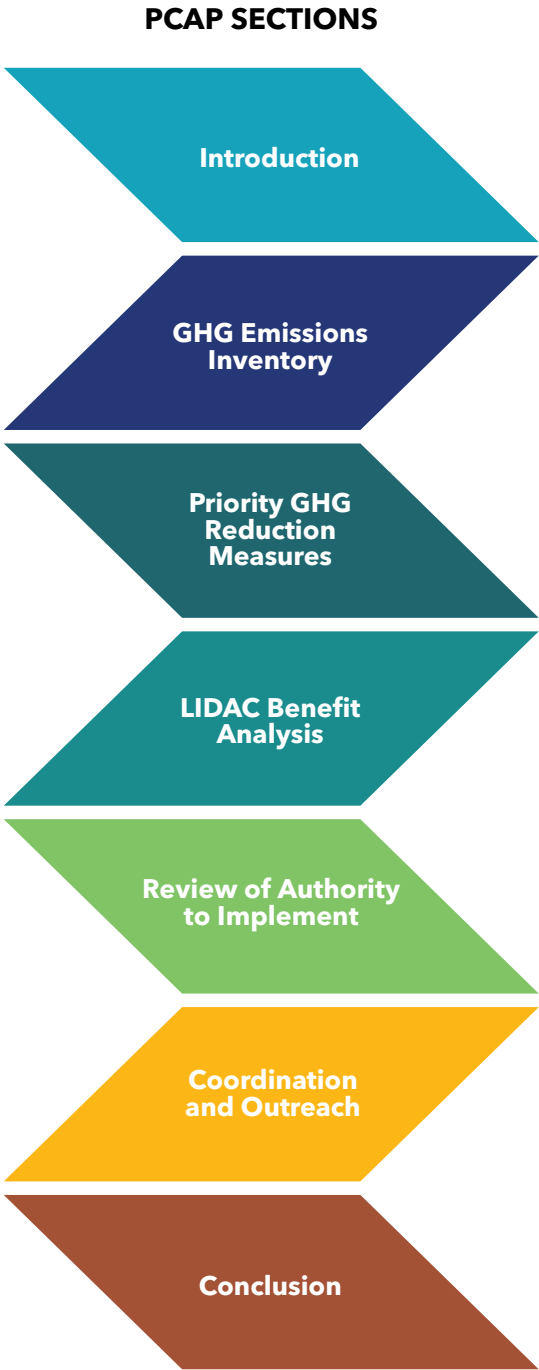 PCAP SECTIONS
Introduction
GHG Emissions
Inventory
Priority GHG
Reduction
Measures
LIDAC Benefit
Analysis
Review of Authority
to Implement
Coordination
and Outreach
Conclusion